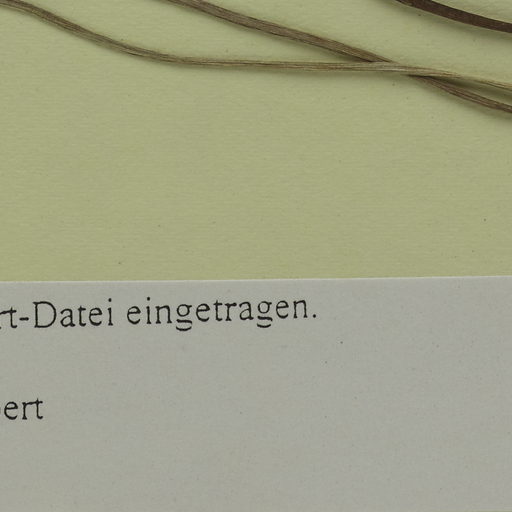 rt-Datei eingetragen.
ert